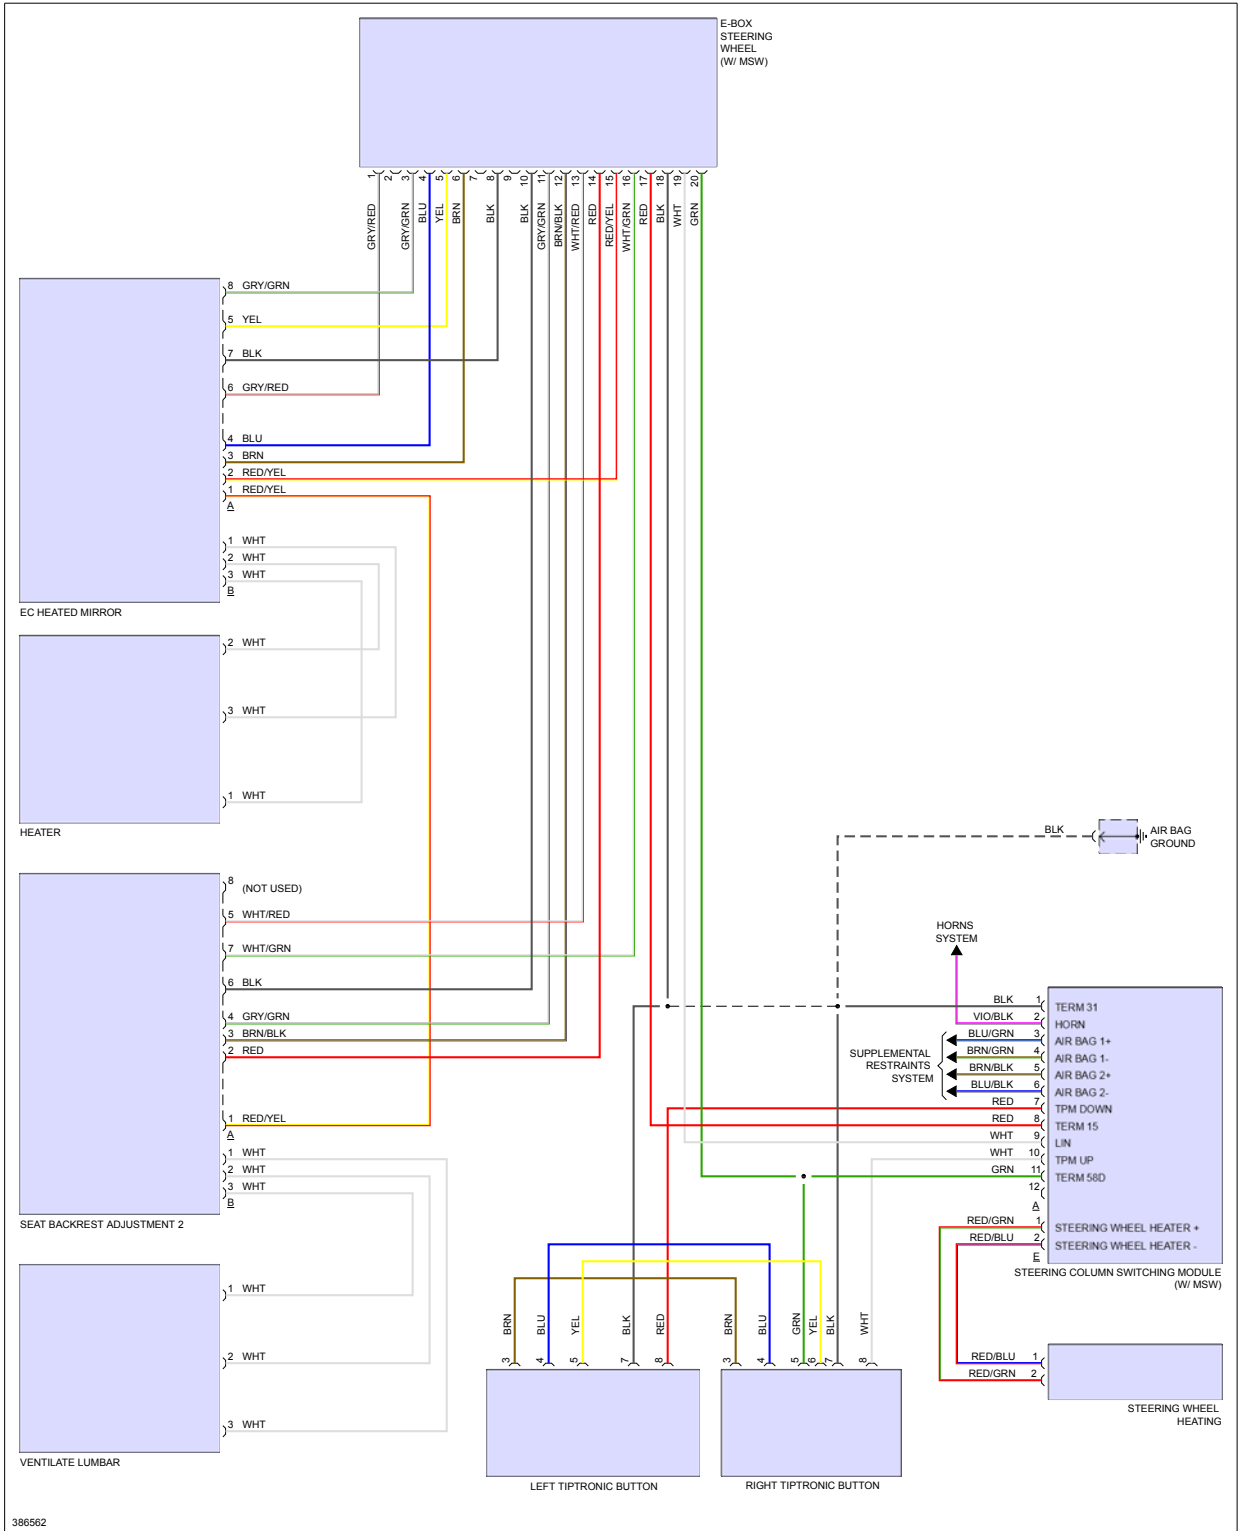 E-BOX
STEERING
WHEEL
(W/ MSW)
1 2 3 4 5 6 7 8 9 10 11 12 13 14 15 16 17 18 19 20
GRY/RED GRY/GRN BLU YEL BRN BLK BLK GRY/GRN BRN/BLK WHT/RED RED RED/YEL WHT/GRN RED BLK WHT GRN
8 GRY/GRN
5 YEL
7 BLK
6 GRY/RED
4 BLU
3 BRN
2 RED/YEL
1 RED/YEL
A
1 WHT
2 WHT
3 WHT
B
EC HEATED MIRROR
2 WHT
3 WHT
1 WHT
HEATER
BLK
AIR BAG
GROUND
8 (NOT USED)
5 WHT/RED
7 WHT/GRN
6 BLK
4 GRY/GRN
3 BRN/BLK
2 RED
1 RED/YEL
A
1 WHT
2 WHT
3 WHT
B
SEAT BACKREST ADJUSTMENT 2
HORNS
SYSTEM
SUPPLEMENTAL
RESTRAINTS
SYSTEM
BLK 1 TERM 31
VIO/BLK 2 HORN
BLU/GRN 3 AIR BAG 1+
BRN/GRN 4 AIR BAG 1-
BRN/BLK 5 AIR BAG 2+
BLU/BLK 6 AIR BAG 2-
RED 7 TPM DOWN
RED 8 TERM 15
WHT 9 LIN
WHT 10 TPM UP
GRN 11 TERM 58D
12
A
RED/GRN 1 STEERING WHEEL HEATER +
RED/BLU 2 STEERING WHEEL HEATER -
E
STEERING COLUMN SWITCHING MODULE
(W/ MSW)
1 WHT
2 WHT
3 WHT
VENTILATE LUMBAR
BRN BLU YEL BLK RED
3 4 5 7 8
LEFT TIPTRONIC BUTTON
BRN BLU GRN YEL BLK WHT
3 4 5 6 7 8
RIGHT TIPTRONIC BUTTON
RED/BLU 1
RED/GRN 2
STEERING WHEEL
HEATING
386562